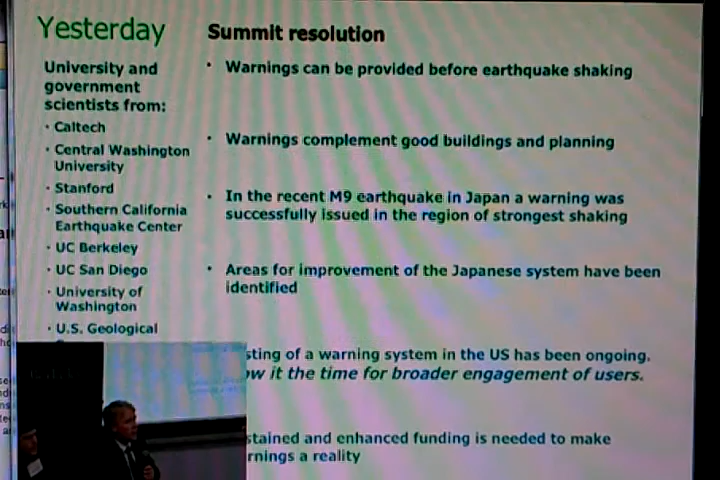 Yesterday
Summit resolution
University and
government
scientists from:
· Caltech
· Central Washington
University
· Stanford
· Southern California
Earthquake Center
· UC Berkeley
· UC San Diego
· University of
Washington
· U.S. Geological
• Warnings can be provided before earthquake shaking
• Warnings complement good buildings and planning
• In the recent M9 earthquake in Japan a warning was
successfully issued in the region of strongest shaking
• Areas for improvement of the Japanese system have been
identified
sting of a warning system in the US has been ongoing.
ow it the time for broader engagement of users.
stained and enhanced funding is needed to make
rnings a reality